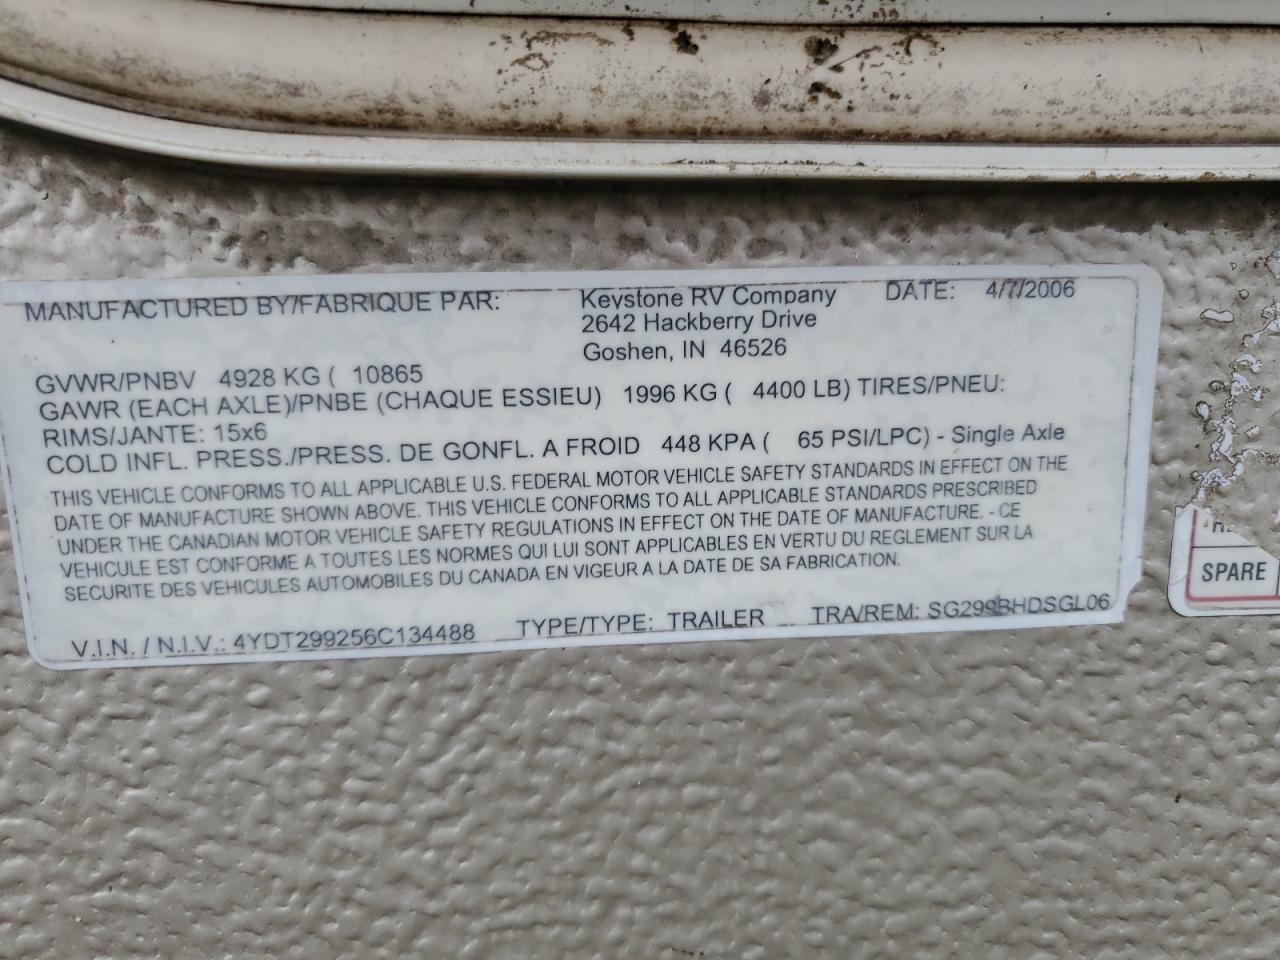 MANUFACTURED BY/FABRIQUE PAR: Keystone RV Company DATE: 4/7/2006
2642 Hackberry Drive
Goshen, IN 46526
GVWR/PNBV 4928 KG ( 10865
GAWR (EACH AXLE)/PNBE (CHAQUE ESSIEU) 1996 KG ( 4400 LB) TIRES/PNEU:
RIMS/JANTE: 15x6
COLD INFL. PRESS./PRESS. DE GONFL. A FROID 448 KPA ( 65 PSI/LPC) - Single Axle
THIS VEHICLE CONFORMS TO ALL APPLICABLE U.S. FEDERAL MOTOR VEHICLE SAFETY STANDARDS IN EFFECT ON THE
DATE OF MANUFACTURE SHOWN ABOVE. THIS VEHICLE CONFORMS TO ALL APPLICABLE STANDARDS PRESCRIBED
UNDER THE CANADIAN MOTOR VEHICLE SAFETY REGULATIONS IN EFFECT ON THE DATE OF MANUFACTURE. - CE
VEHICULE EST CONFORME A TOUTES LES NORMES QUI LUI SONT APPLICABLES EN VERTU DU REGLEMENT SUR LA
SECURITE DES VEHICULES AUTOMOBILES DU CANADA EN VIGEUR A LA DATE DE SA FABRICATION.
V.I.N. / N.I.V.: 4YDT299256C134488 TYPE/TYPE: TRAILER TRA/REM: SG299BHDSGL06
SPARE